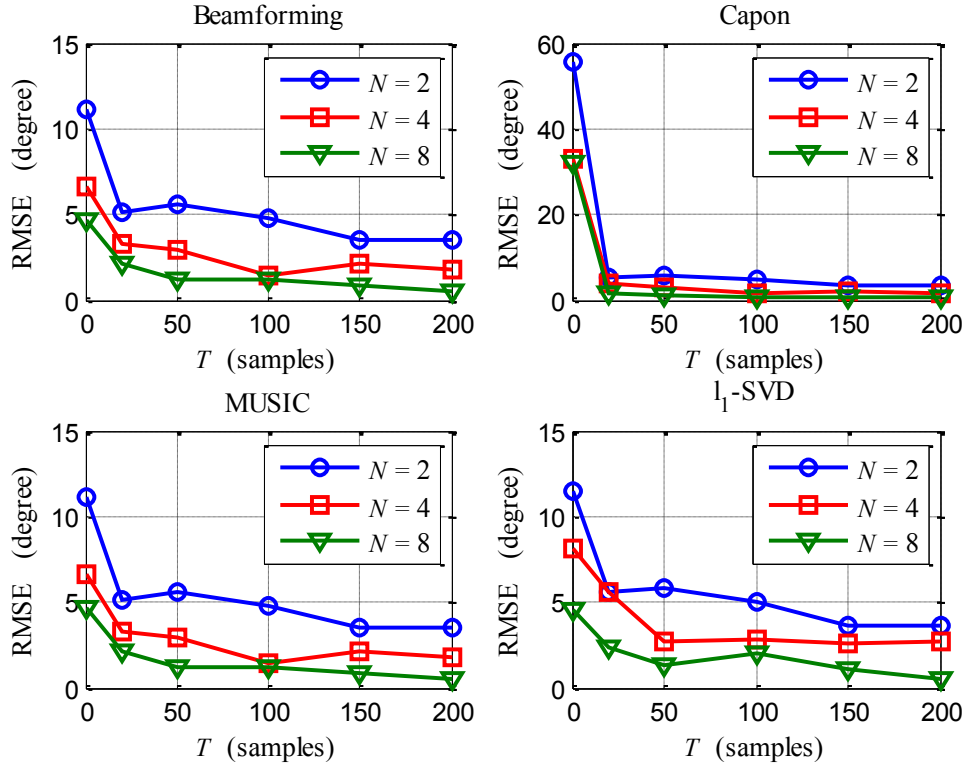 Beamforming
15
10
5
0
RMSE (degree)
N = 2
N = 4
N = 8
0 50 100 150 200
T (samples)
Capon
60
40
20
0
RMSE (degree)
N = 2
N = 4
N = 8
0 50 100 150 200
T (samples)
MUSIC
15
10
5
0
RMSE (degree)
N = 2
N = 4
N = 8
0 50 100 150 200
T (samples)
l₁-SVD
15
10
5
0
RMSE (degree)
N = 2
N = 4
N = 8
0 50 100 150 200
T (samples)